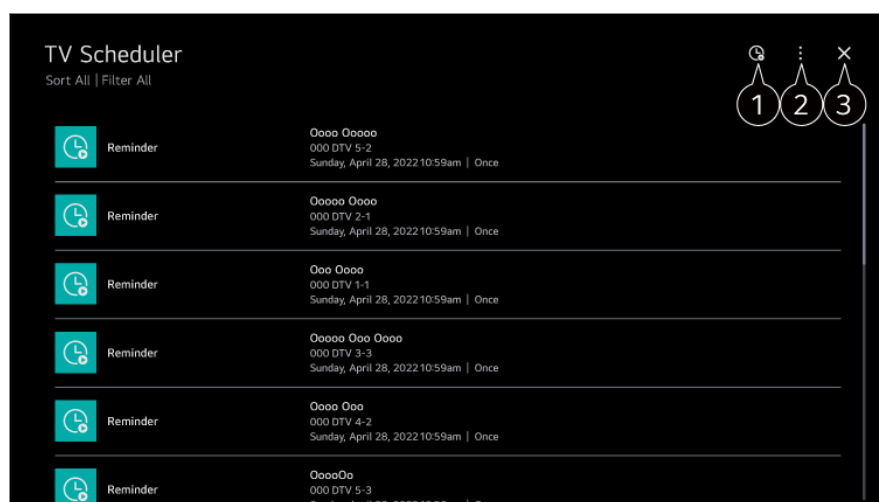 TV Scheduler
Sort All | Filter All
1 2 3
Reminder
Oooo Ooooo
000 DTV 5-2
Sunday, April 28, 2022 10:59am | Once
Reminder
Ooooo Oooo
000 DTV 2-1
Sunday, April 28, 2022 10:59am | Once
Reminder
Ooo Oooo
000 DTV 1-1
Sunday, April 28, 2022 10:59am | Once
Reminder
Ooooo Ooo Oooo
000 DTV 3-3
Sunday, April 28, 2022 10:59am | Once
Reminder
Oooo Ooo
000 DTV 4-2
Sunday, April 28, 2022 10:59am | Once
Reminder
OoooOo
000 DTV 5-3